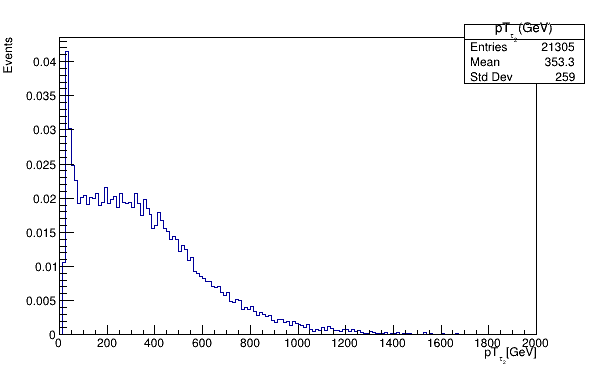 pT_τ₂(GeV)
Entries 21305
Mean 353.3
Std Dev 259
Events
0.04
0.035
0.03
0.025
0.02
0.015
0.01
0.005
0
0 200 400 600 800 1000 1200 1400 1600 1800 2000
pT_τ₂[GeV]